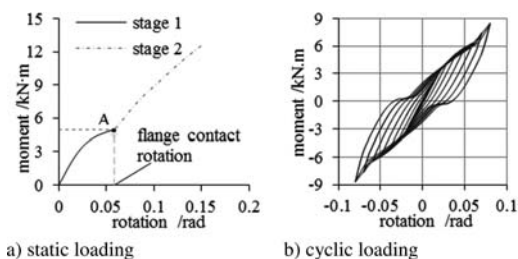 15
12
9
6
3
0
moment /kN·m
stage 1
stage 2
A
flange contact
rotation
0 0.05 0.1 0.15 0.2
rotation /rad
a) static loading
9
6
3
0
-3
-6
-9
moment /kN.m
-0.1 -0.05 0 0.05 0.1
rotation /rad
b) cyclic loading